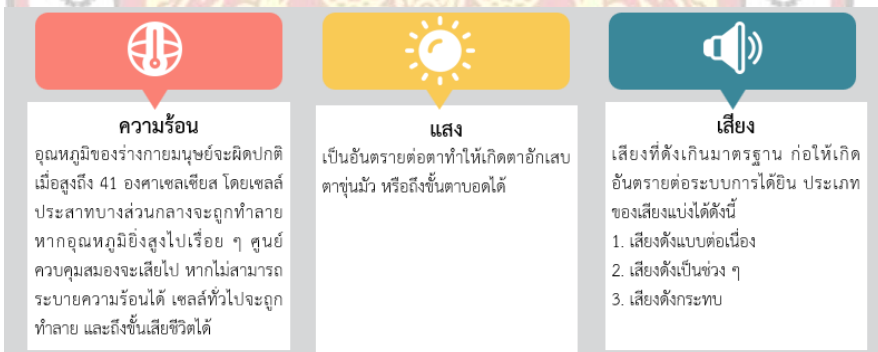 ความร้อน
อุณหภูมิของร่างกายมนุษย์จะผิดปกติ
เมื่อสูงถึง 41 องศาเซลเซียส โดยเซลล์
ประสาทบางส่วนกลางจะถูกทำลาย
หากอุณหภูมิยิ่งสูงไปเรื่อย ๆ ศูนย์
ควบคุมสมองจะเสียไป หากไม่สามารถ
ระบายความร้อนได้ เซลล์ทั่วไปจะถูก
ทำลาย และถึงขั้นเสียชีวิตได้
แสง
เป็นอันตรายต่อตาทำให้เกิดตาอักเสบ
ตาขุ่นมัว หรือถึงขั้นตาบอดได้
เสียง
เสียงที่ดังเกินมาตรฐาน ก่อให้เกิด
อันตรายต่อระบบการได้ยิน ประเภท
ของเสียงแบ่งได้ดังนี้
1. เสียงดังแบบต่อเนื่อง
2. เสียงดังเป็นช่วง ๆ
3. เสียงดังกระทบ